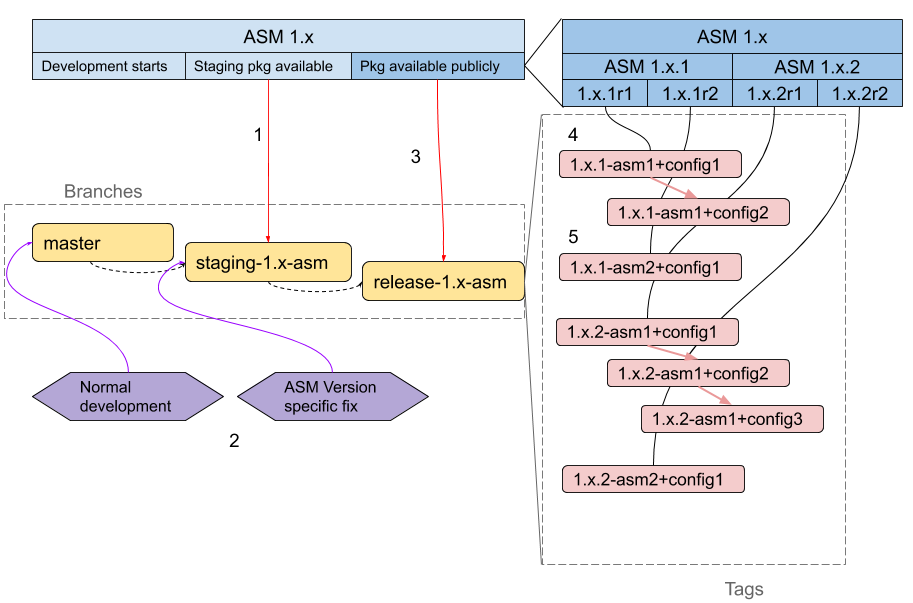 ASM 1.x
Development starts
Staging pkg available
Pkg available publicly
ASM 1.x
ASM 1.x.1
ASM 1.x.2
1.x.1r1
1.x.1r2
1.x.2r1
1.x.2r2
1
3
4
1.x.1-asm1+config1
Branches
1.x.1-asm1+config2
master
staging-1.x-asm
release-1.x-asm
5
1.x.1-asm2+config1
1.x.2-asm1+config1
1.x.2-asm1+config2
Normal
development
ASM Version
specific fix
1.x.2-asm1+config3
2
1.x.2-asm2+config1
Tags